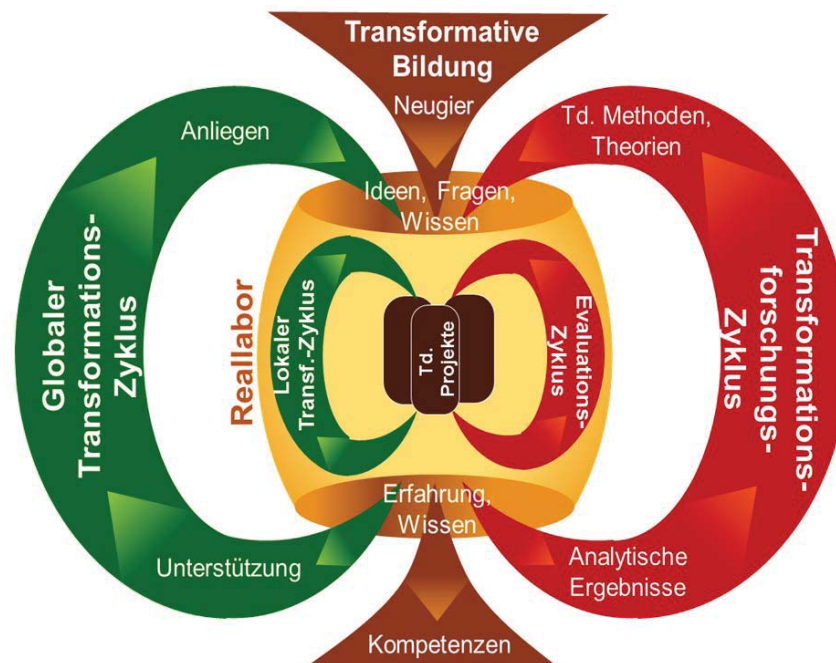 Transformative
Bildung
Neugier
Anliegen
Td. Methoden,
Theorien
Ideen, Fragen,
Wissen
Globaler
Transformations-
Zyklus
Reallabor
Lokaler
Transf.-Zyklus
Td.
Projekte
Evaluations-
Zyklus
Transformations-
forschungs-
Zyklus
Erfahrung,
Wissen
Unterstützung
Analytische
Ergebnisse
Kompetenzen